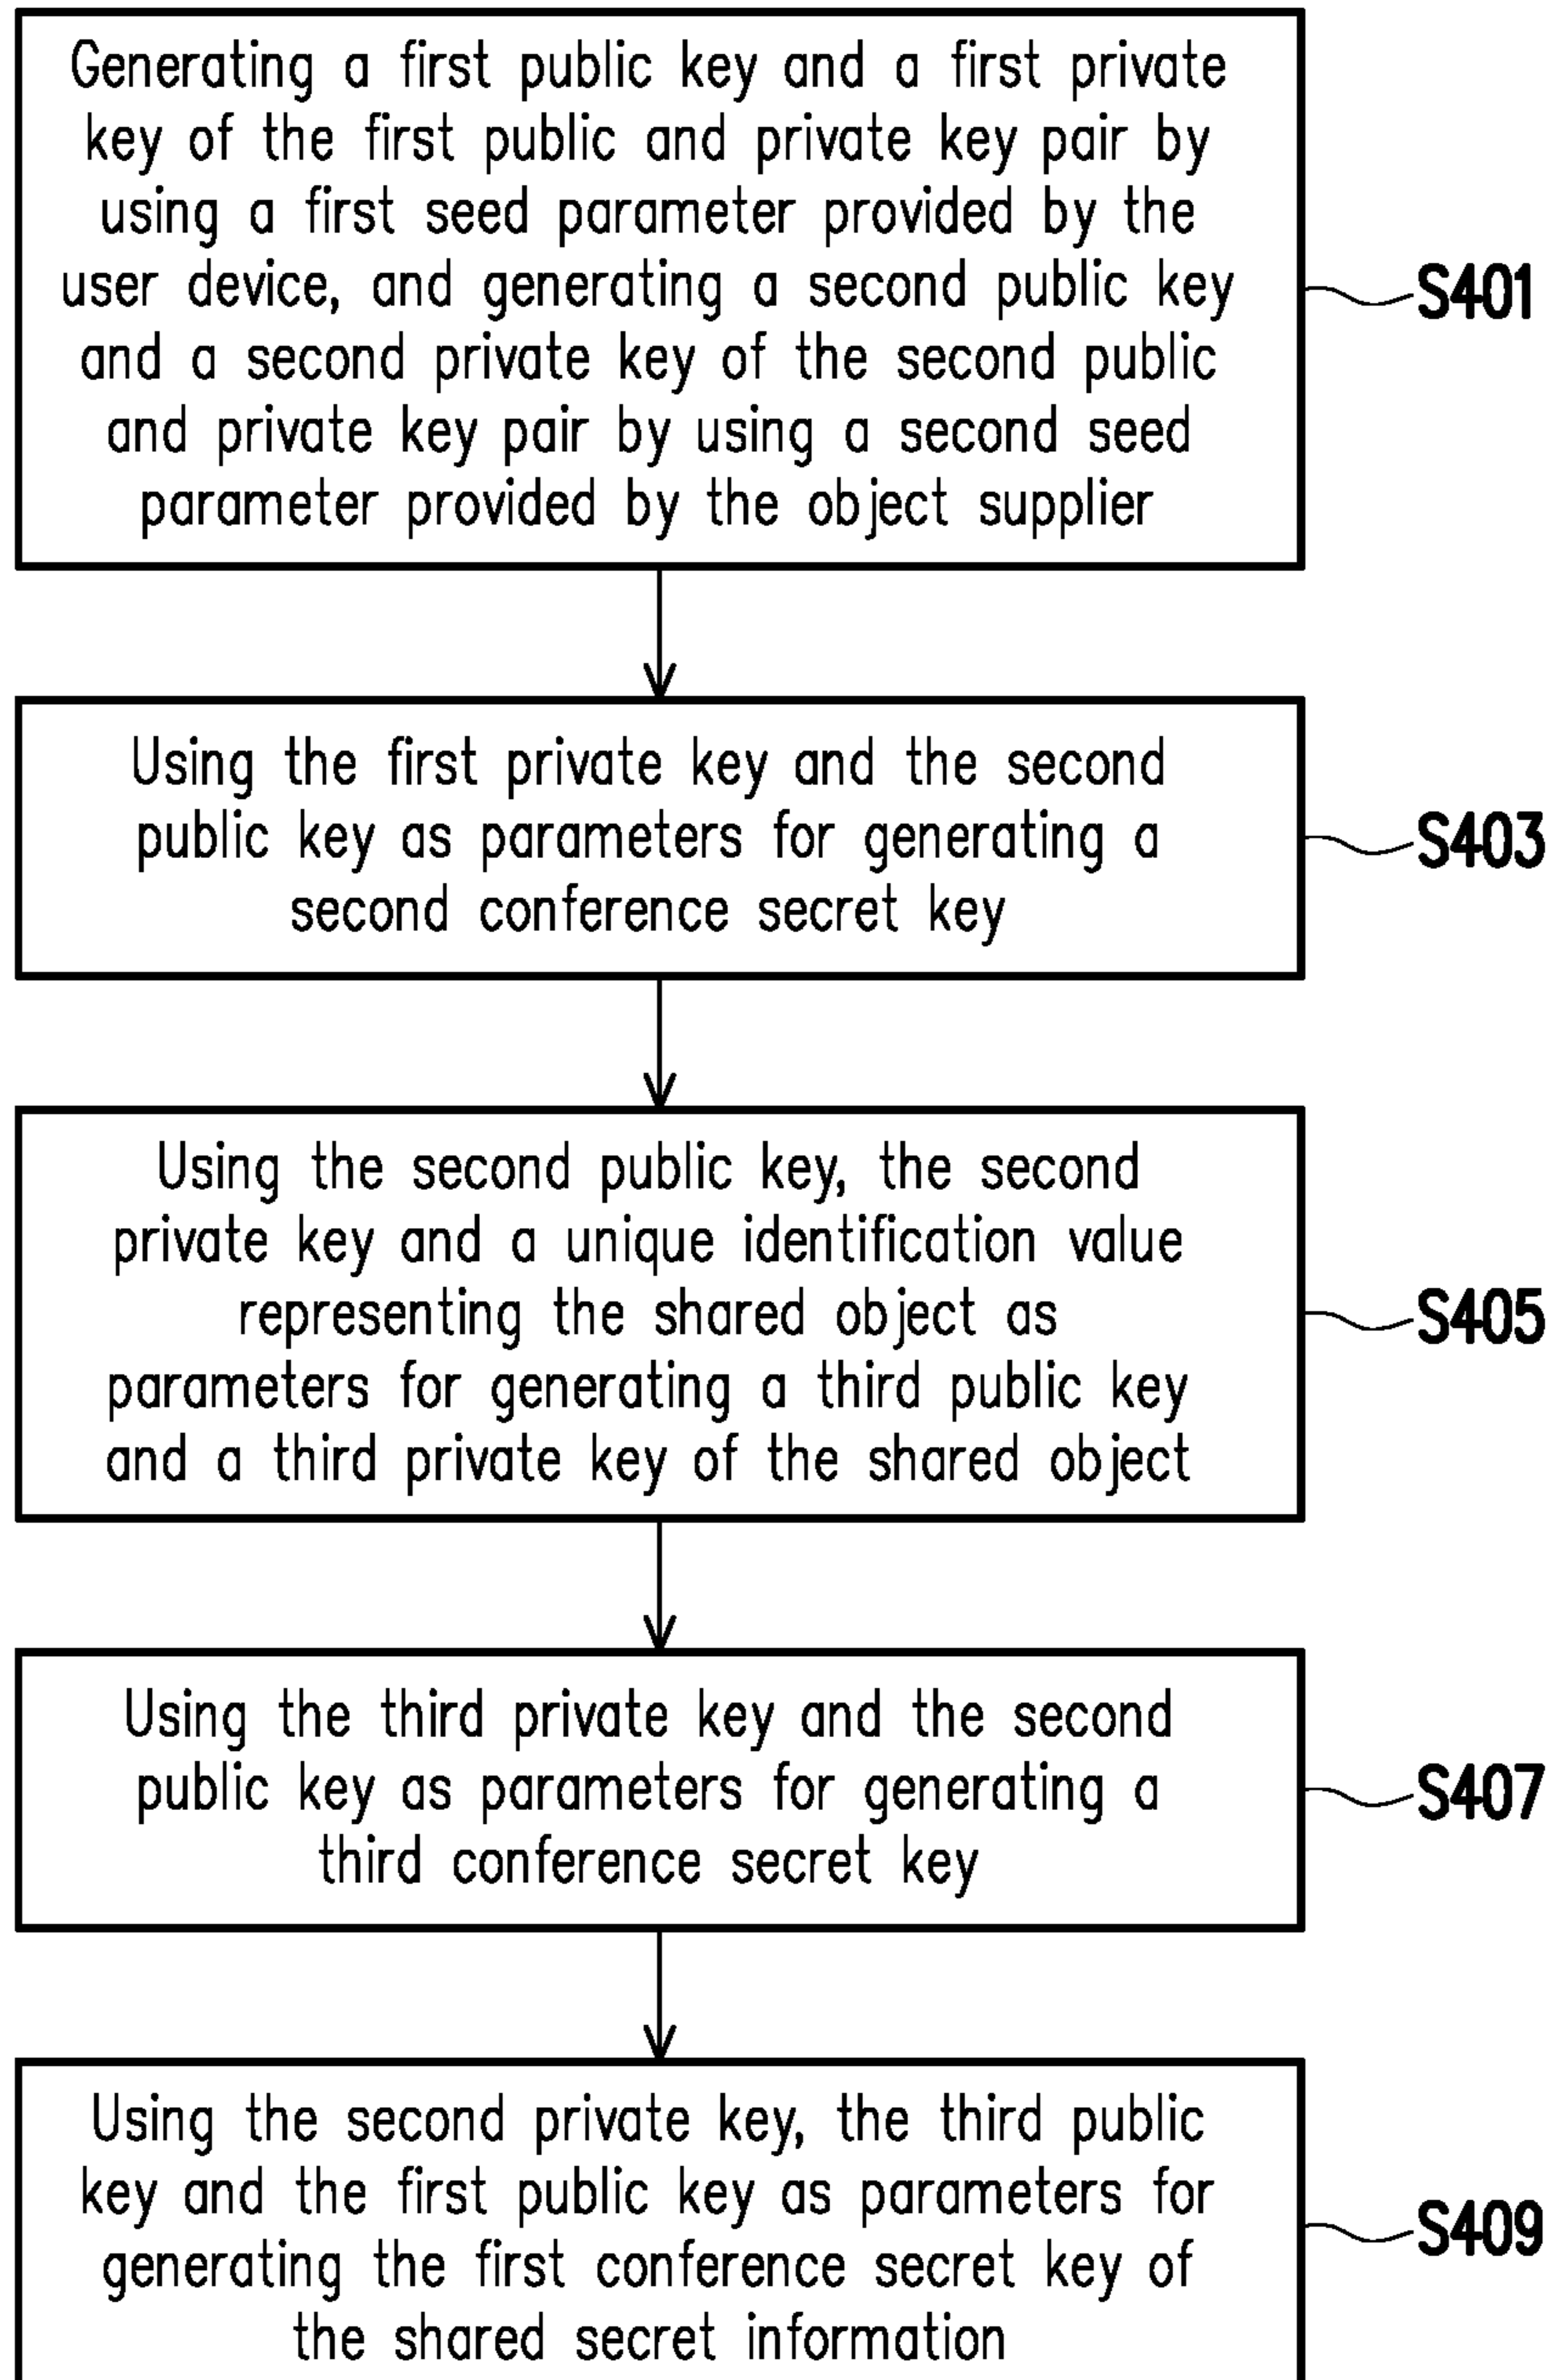 Generating a first public key and a first private
key of the first public and private key pair by
using a first seed parameter provided by the
user device, and generating a second public key
and a second private key of the second public
and private key pair by using a second seed
parameter provided by the object supplier
S401
Using the first private key and the second
public key as parameters for generating a
second conference secret key
S403
Using the second public key, the second
private key and a unique identification value
representing the shared object as
parameters for generating a third public key
and a third private key of the shared object
S405
Using the third private key and the second
public key as parameters for generating a
third conference secret key
S407
Using the second private key, the third public
key and the first public key as parameters for
generating the first conference secret key of
the shared secret information
S409